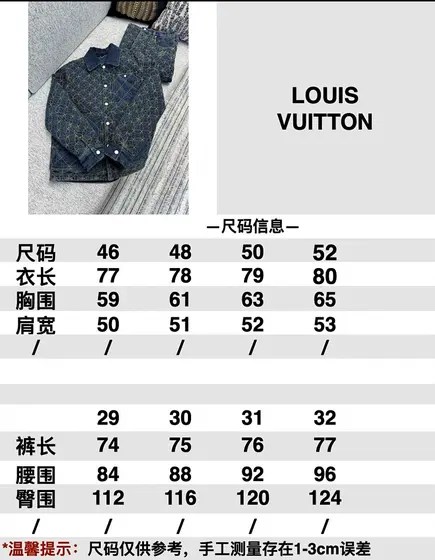 LOUIS
VUITTON
—尺码信息—
尺码 46 48 50 52
衣长 77 78 79 80
胸围 59 61 63 65
肩宽 50 51 52 53
/ / / / /
29 30 31 32
裤长 74 75 76 77
腰围 84 88 92 96
臀围 112 116 120 124
/ / / / /
*温馨提示：尺码仅供参考，手工测量存在1-3cm误差